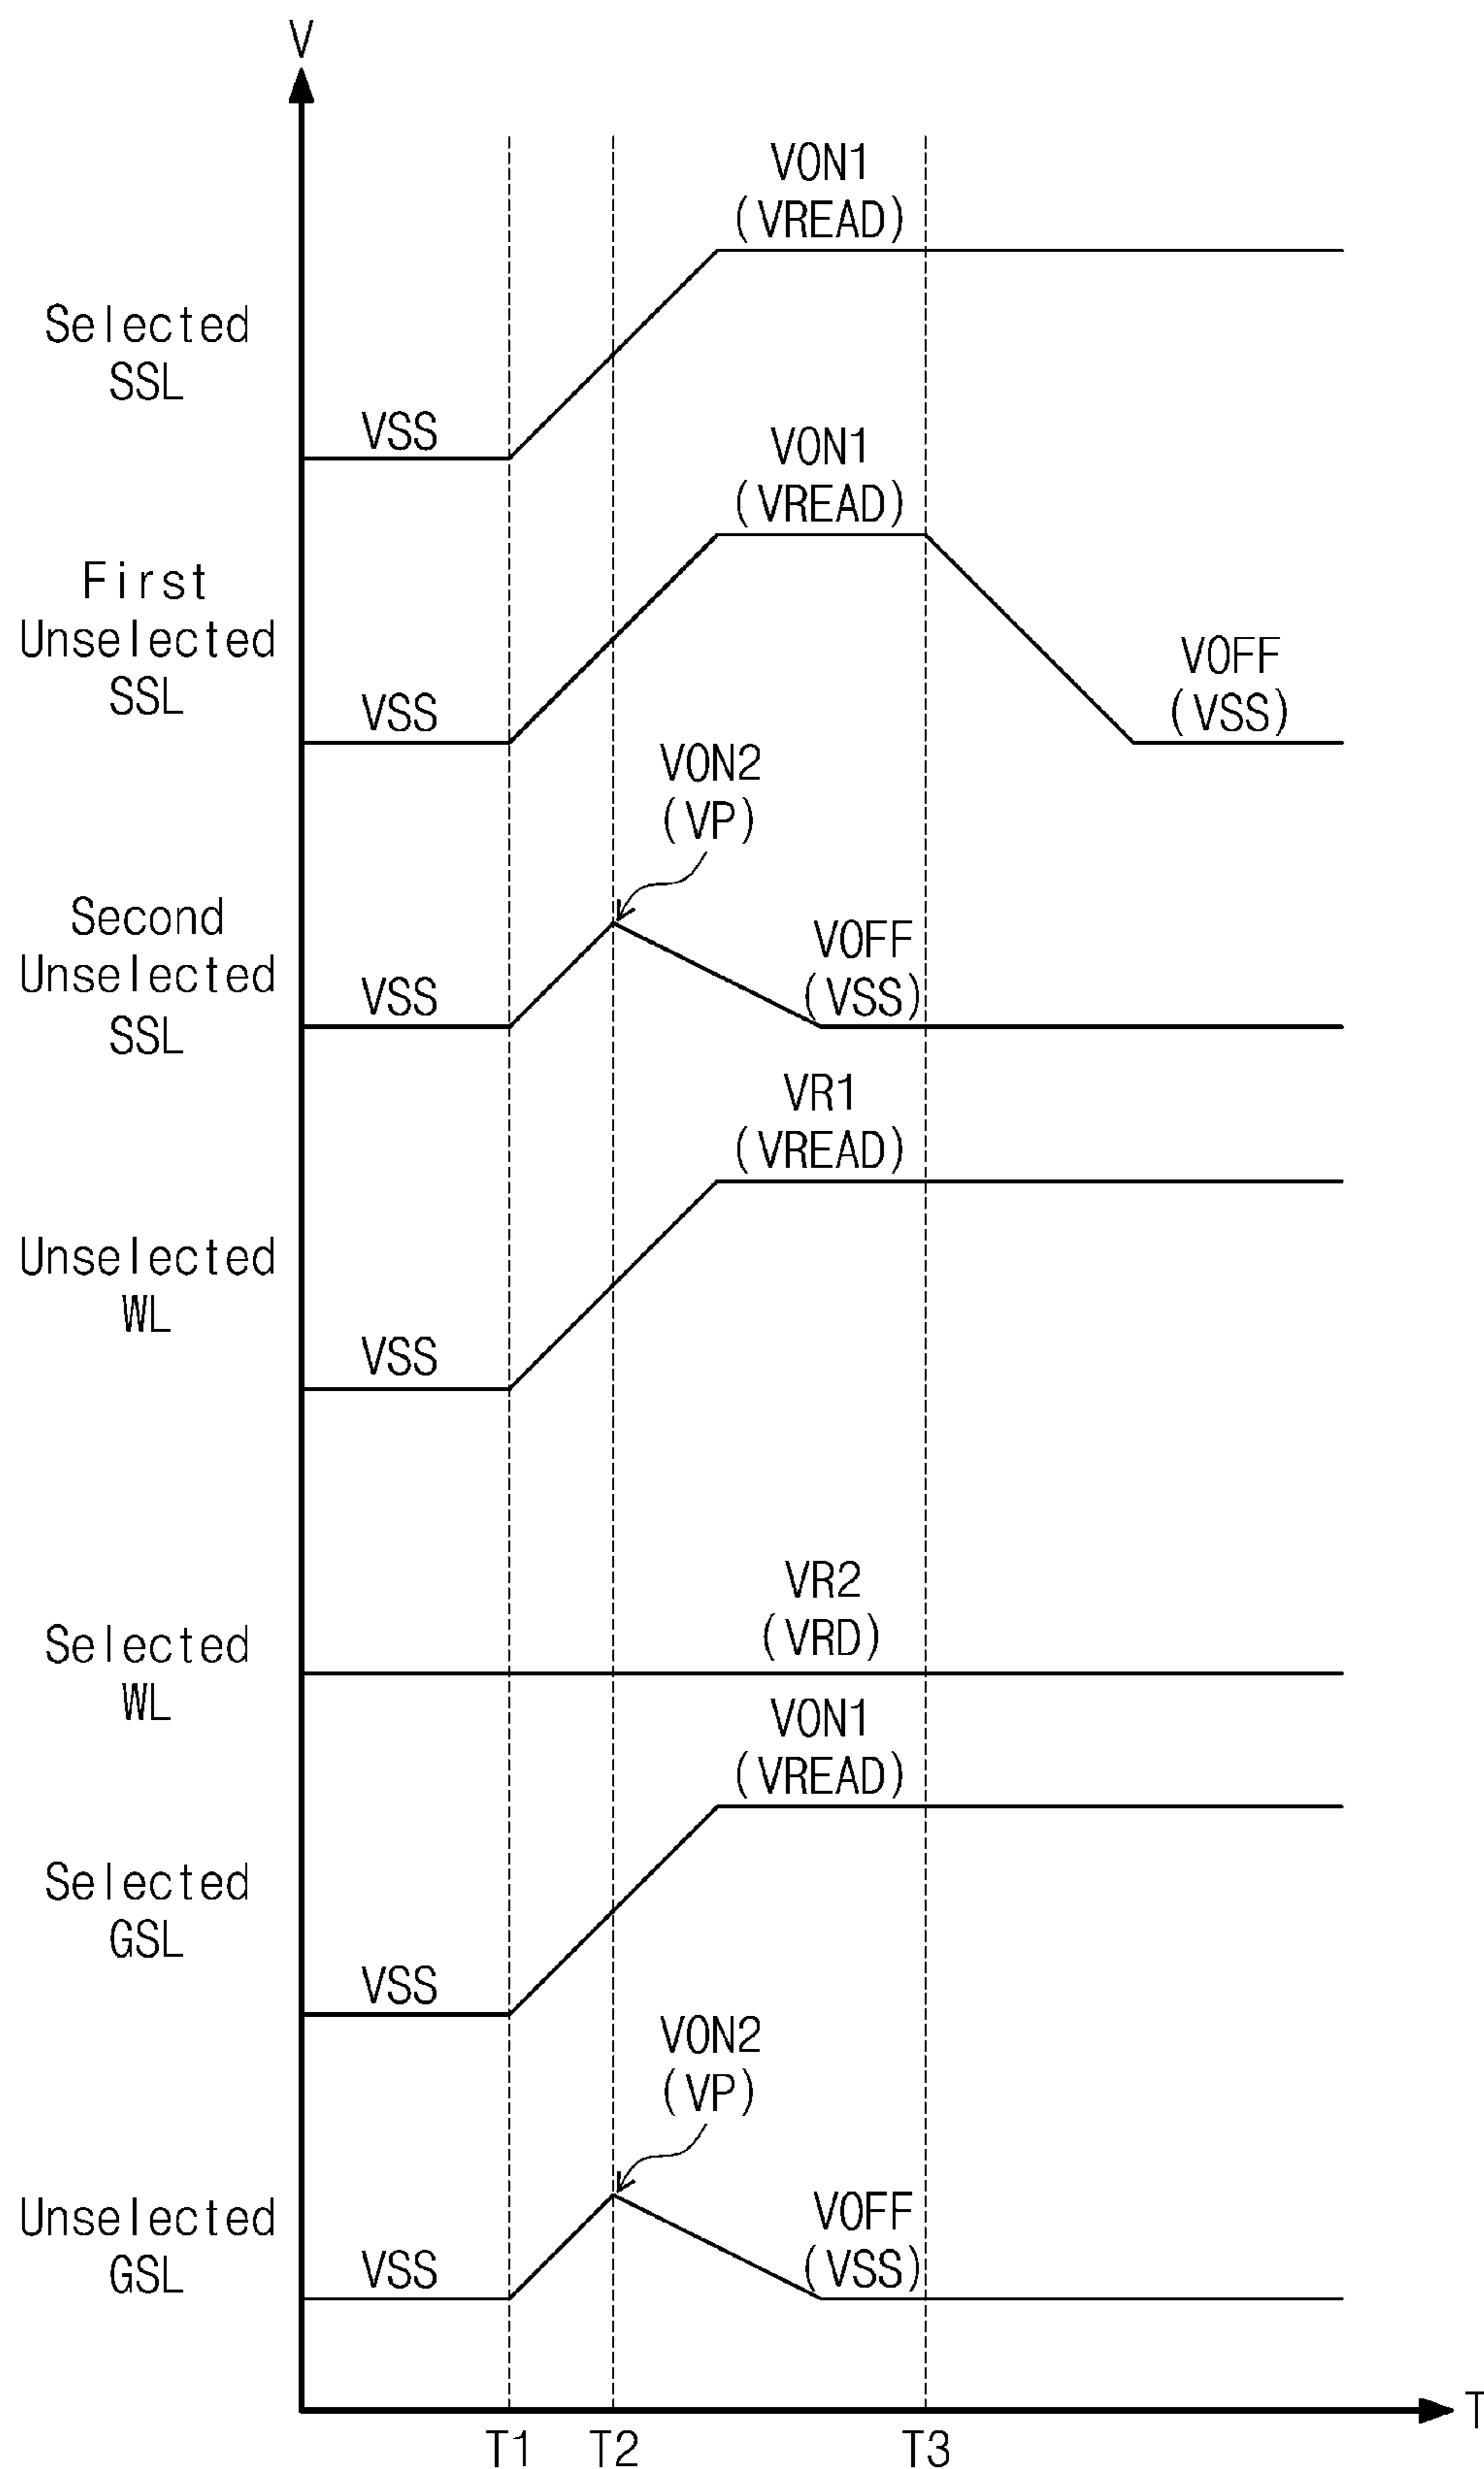 V
VON1
(VREAD)
Selected
SSL
VSS
VON1
(VREAD)
First
Unselected
SSL
VSS
VOFF
(VSS)
VON2
(VP)
Second
Unselected
SSL
VSS
VOFF
(VSS)
VR1
(VREAD)
Unselected
WL
VSS
VR2
(VRD)
Selected
WL
VON1
(VREAD)
Selected
GSL
VSS
VON2
(VP)
Unselected
GSL
VSS
VOFF
(VSS)
T
T1 T2 T3